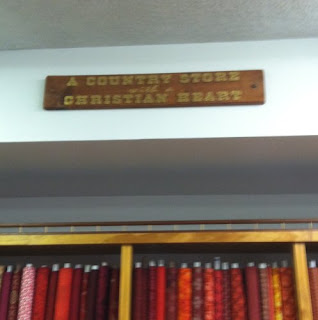 A COUNTRY STORE
with a
CHRISTIAN HEART